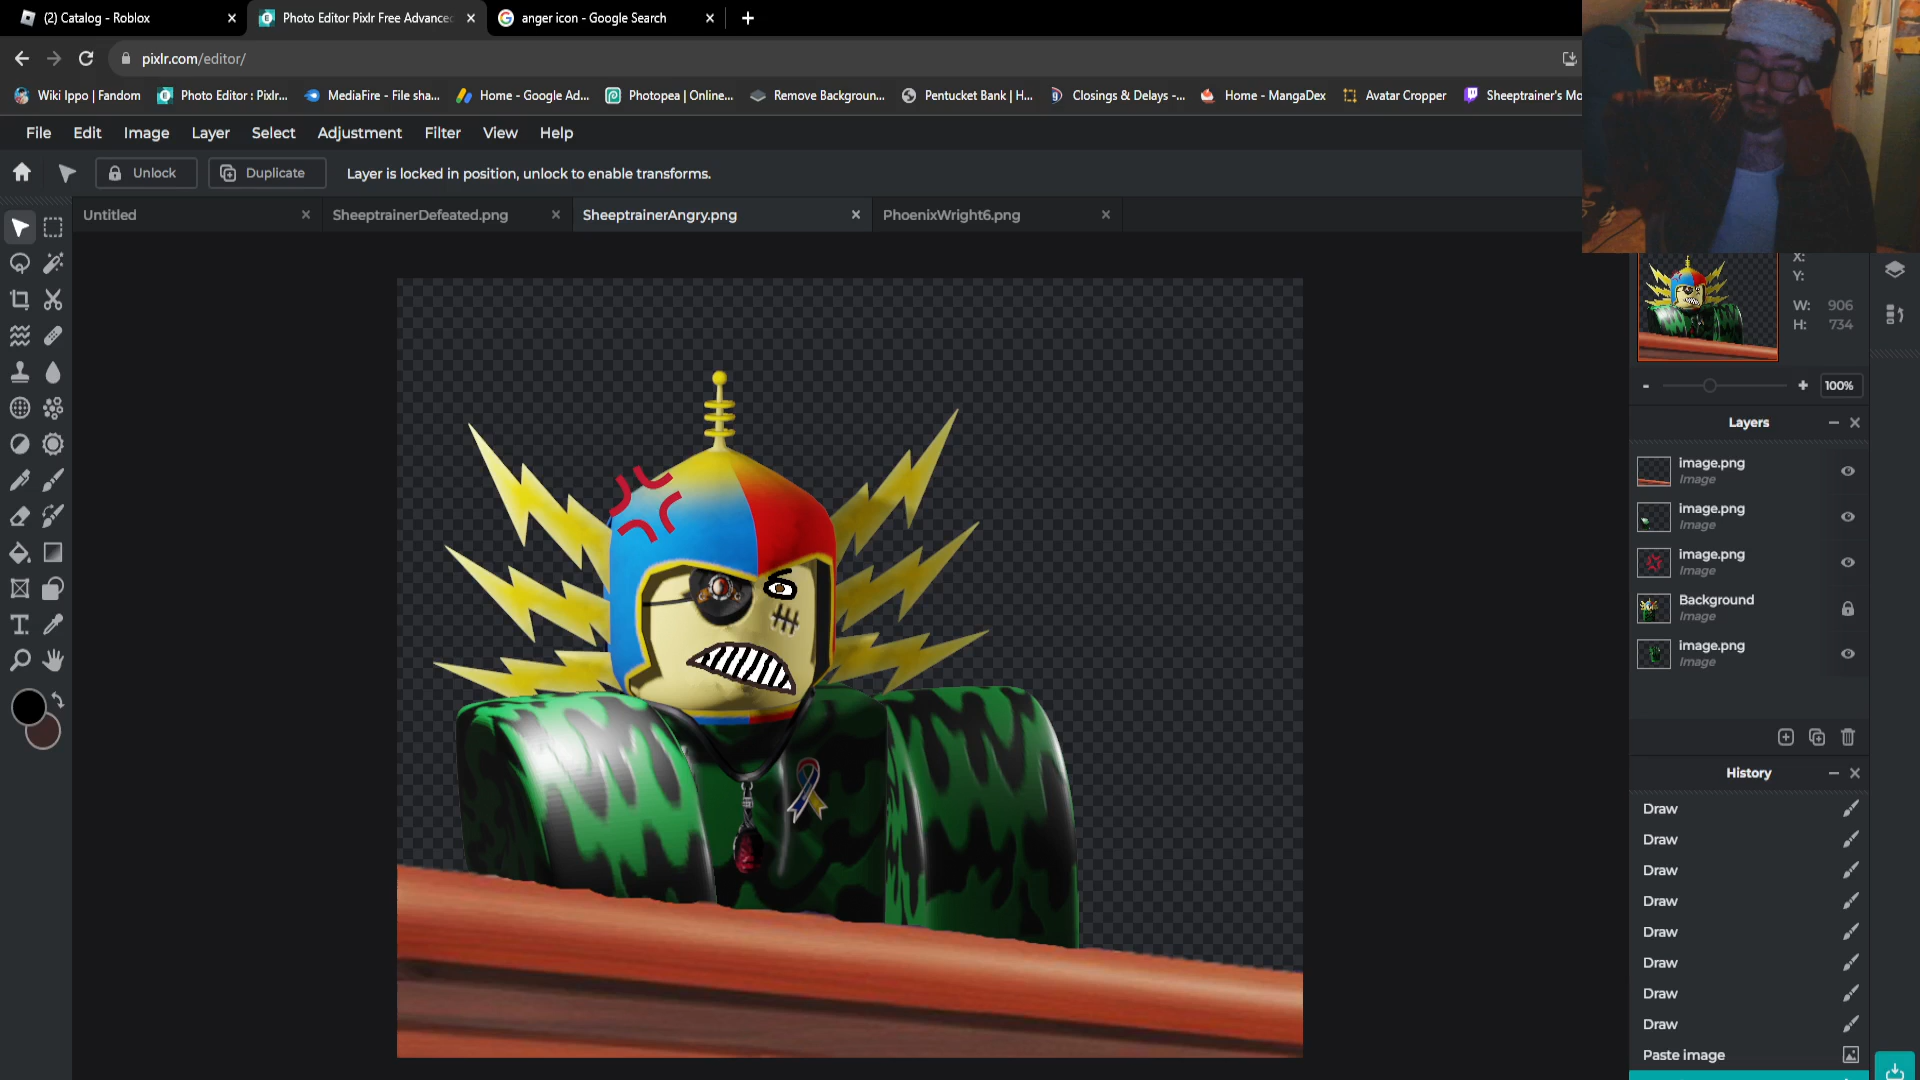 (2) Catalog - Roblox
Photo Editor Pixlr Free Advanced
anger icon - Google Search
pixlr.com/editor/
Wiki Ippo | Fandom
Photo Editor : Pixlr...
MediaFire - File sha...
Home - Google Ad...
Photopea | Online...
Remove Backgroun...
Pentucket Bank | H...
Closings & Delays -...
Home - MangaDex
Avatar Cropper
Sheeptrainer's Mo
File Edit Image Layer Select Adjustment Filter View Help
Unlock
Duplicate
Layer is locked in position, unlock to enable transforms.
Untitled
SheeptrainerDefeated.png
SheeptrainerAngry.png
PhoenixWright6.png
X:
Y:
W: 906
H: 734
- + 100%
Layers
image.png
Image
image.png
Image
image.png
Image
Background
Image
image.png
Image
History
Draw
Draw
Draw
Draw
Draw
Draw
Draw
Draw
Paste image